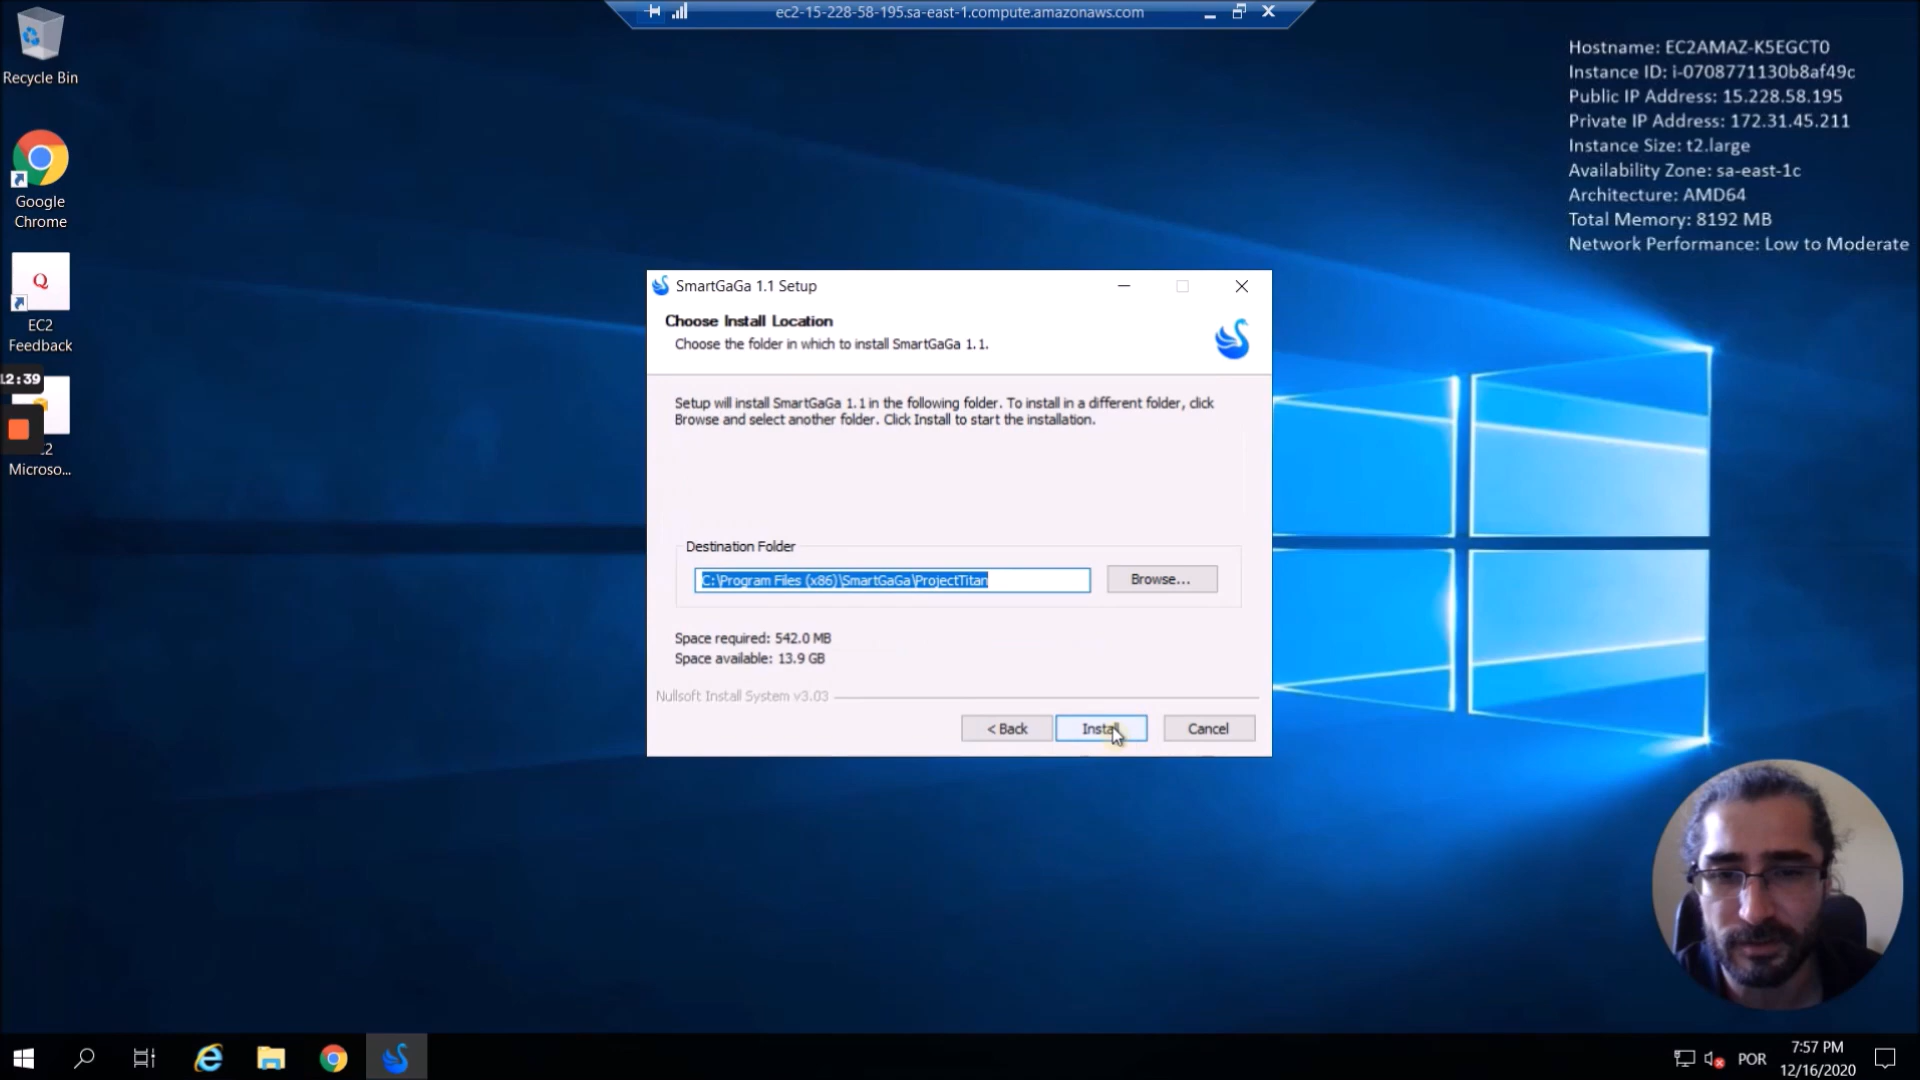 ec2-15-228-58-195.sa-east-1.compute.amazonaws.com
Hostname: EC2AMAZ-K5EGCT0
Instance ID: i-0708771130b8af49c
Public IP Address: 15.228.58.195
Private IP Address: 172.31.45.211
Instance Size: t2.large
Availability Zone: sa-east-1c
Architecture: AMD64
Total Memory: 8192 MB
Network Performance: Low to Moderate
Recycle Bin
Google
Chrome
Q
EC2
Feedback
2:39
Microso...
SmartGaGa 1.1 Setup
Choose Install Location
Choose the folder in which to install SmartGaGa 1.1.
Setup will install SmartGaGa 1.1 in the following folder. To install in a different folder, click
Browse and select another folder. Click Install to start the installation.
Destination Folder
C:\Program Files (x86)\SmartGaGa\ProjectTitan
Browse...
Space required: 542.0 MB
Space available: 13.9 GB
Nullsoft Install System v3.03
< Back
Install
Cancel
POR
7:57 PM
12/16/2020